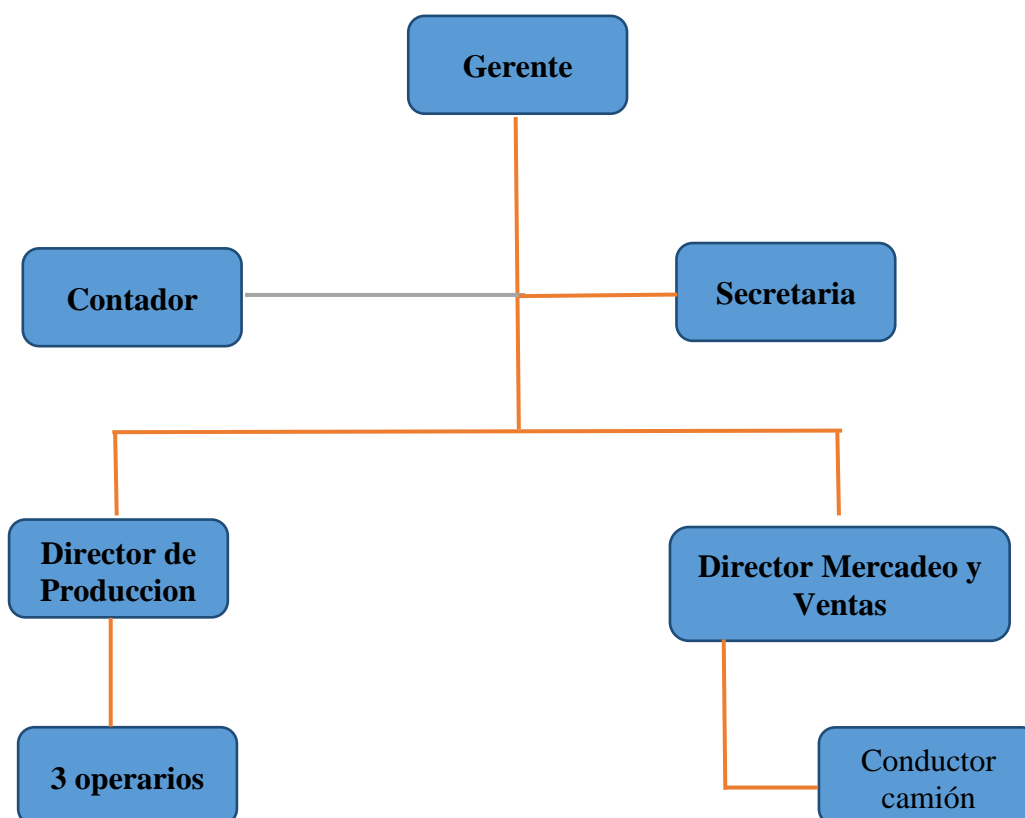 Gerente
Contador
Secretaria
Director de
Produccion
Director Mercadeo y
Ventas
3 operarios
Conductor
camión